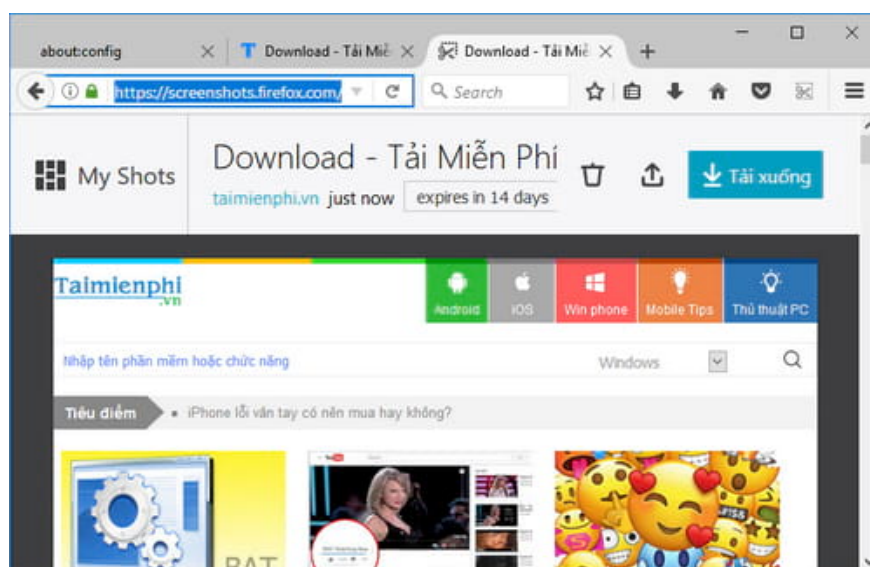 about:config
Download - Tải Miễ
Download - Tải Miễ
https://screenshots.firefox.com/
Search
My Shots
Download - Tải Miễn Phí
taimienphi.vn just now expires in 14 days
Tải xuống
Taimienphi
.vn
Android
iOS
Win phone
Mobile Tips
Thủ thuật PC
Nhập tên phần mềm hoặc chức năng
Windows
Tiêu điểm
iPhone lỗi vân tay có nên mua hay không?
BAT